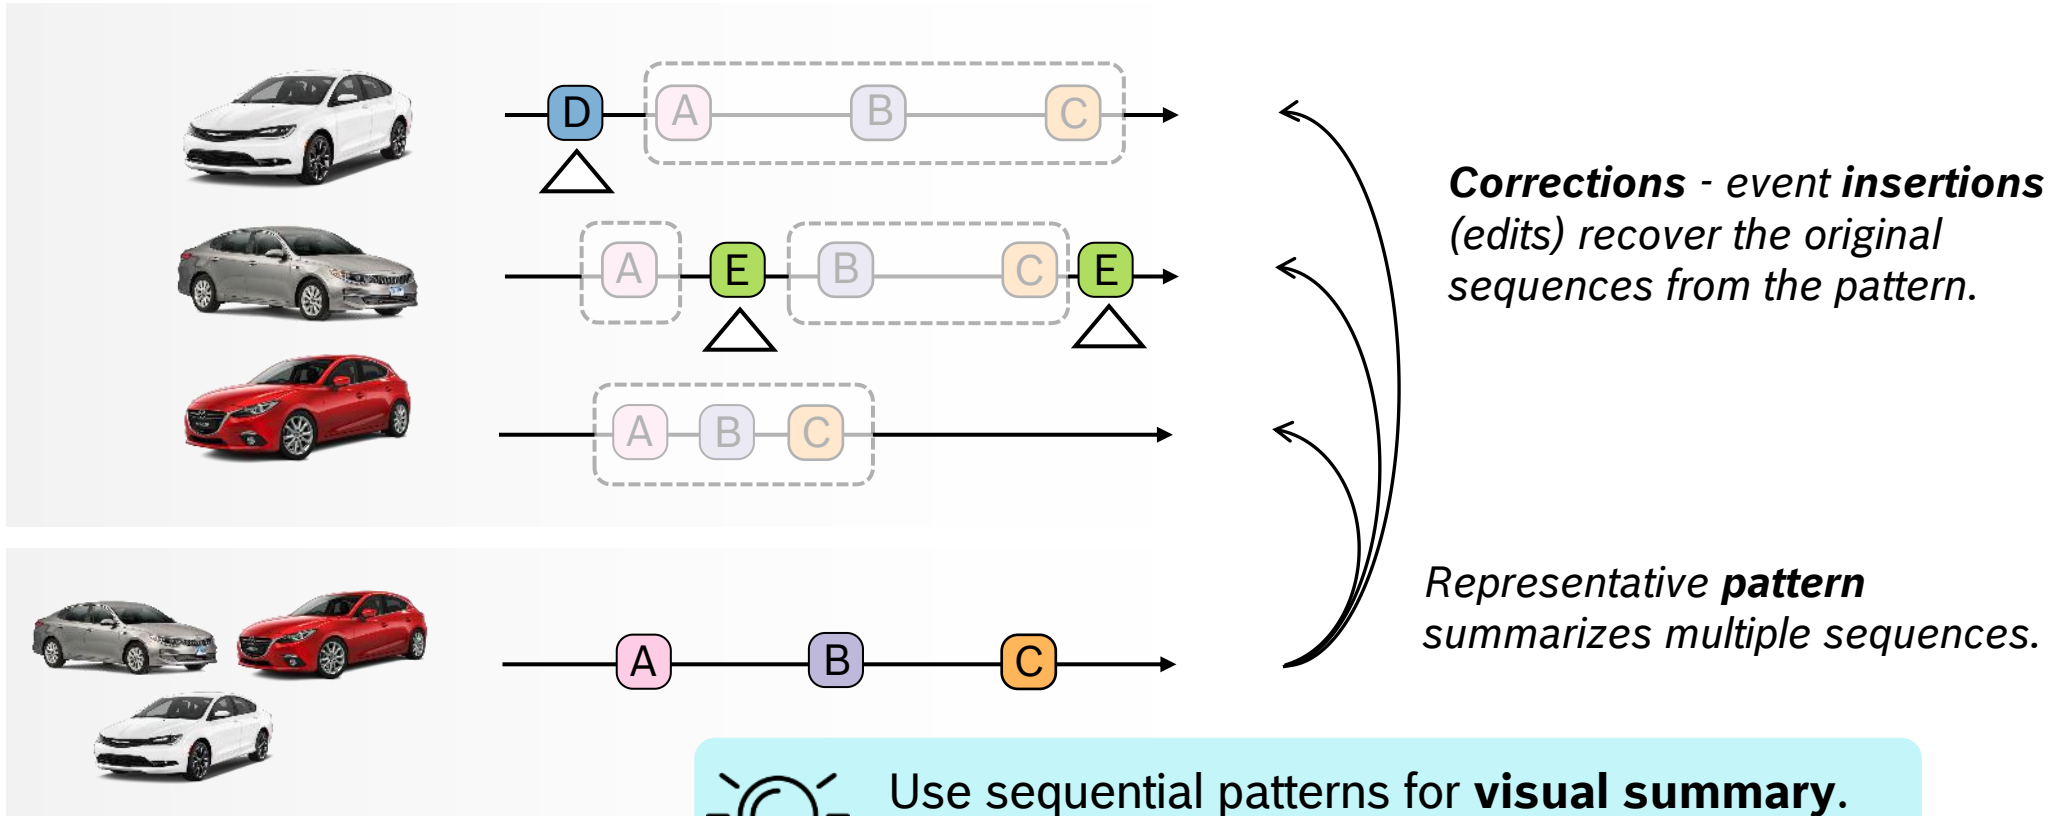 D A B C
A E B C E
A B C
A B C
Corrections - event insertions
(edits) recover the original
sequences from the pattern.
Representative pattern
summarizes multiple sequences.
Use sequential patterns for visual summary.